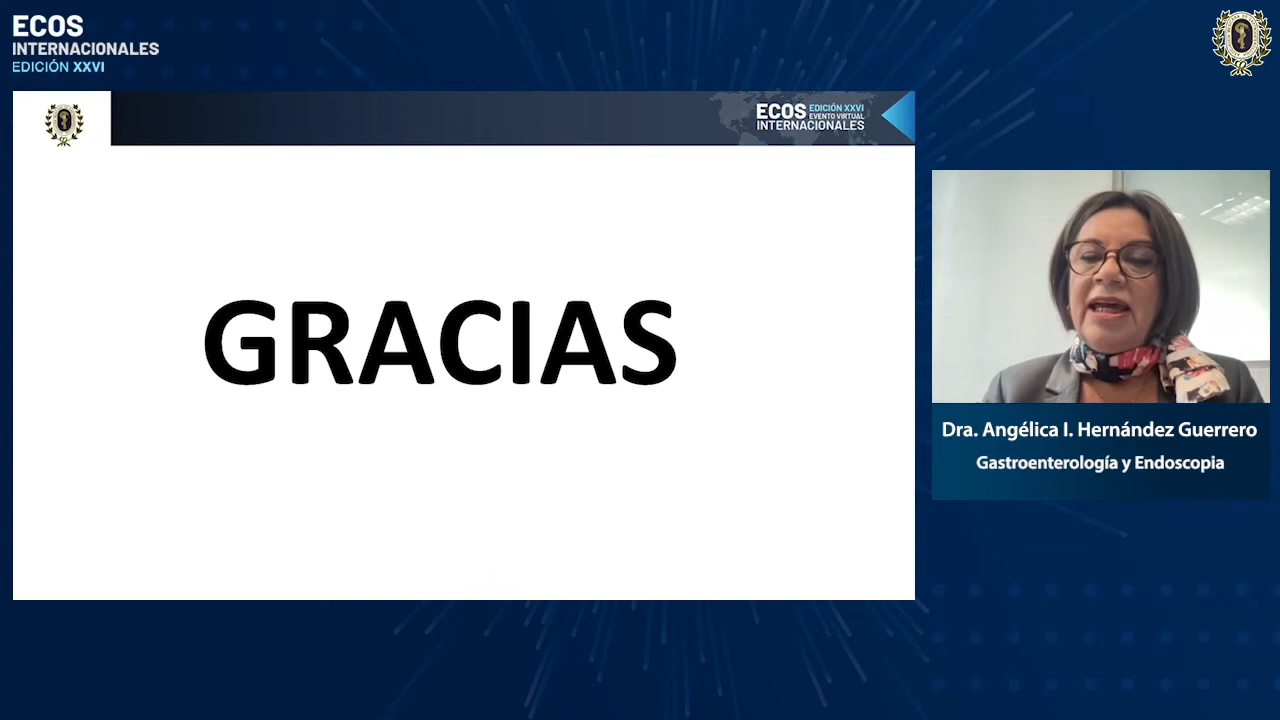 ECOS
INTERNACIONALES
EDICIÓN XXVI
ECOS EDICIÓN XXVI
EVENTO VIRTUAL
INTERNACIONALES
GRACIAS
Dra. Angélica I. Hernández Guerrero
Gastroenterología y Endoscopia